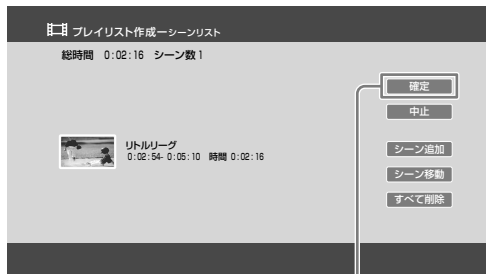 プレイリスト作成ーシーンリスト
総時間 0:02:16 シーン数1
確定
中止
リトルリーグ
0:02:54-0:05:10 時間 0:02:16
シーン追加
シーン移動
すべて削除